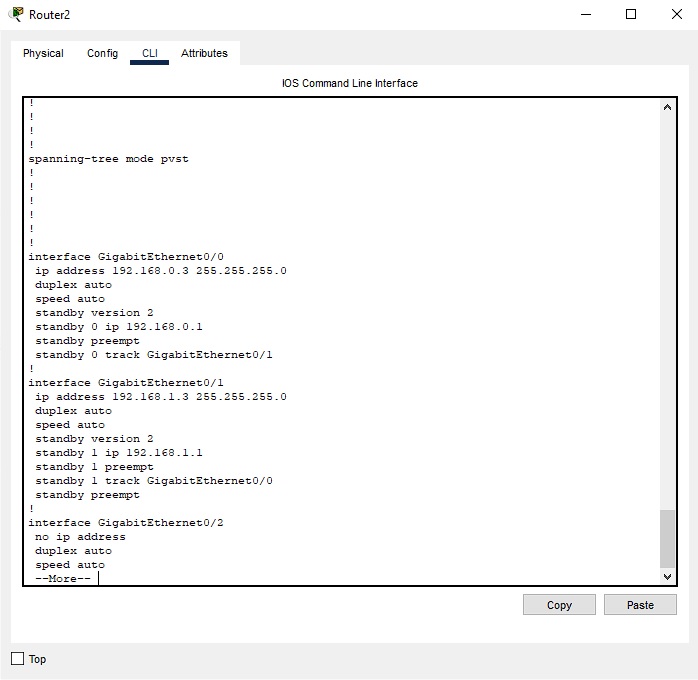 Router2
Physical Config CLI Attributes
IOS Command Line Interface
!
!
!
!
spanning-tree mode pvst
!
!
!
!
!
!
interface GigabitEthernet0/0
ip address 192.168.0.3 255.255.255.0
duplex auto
speed auto
standby version 2
standby 0 ip 192.168.0.1
standby preempt
standby 0 track GigabitEthernet0/1
!
interface GigabitEthernet0/1
ip address 192.168.1.3 255.255.255.0
duplex auto
speed auto
standby version 2
standby 1 ip 192.168.1.1
standby 1 preempt
standby 1 track GigabitEthernet0/0
standby preempt
!
interface GigabitEthernet0/2
no ip address
duplex auto
speed auto
--More--
Copy Paste
Top